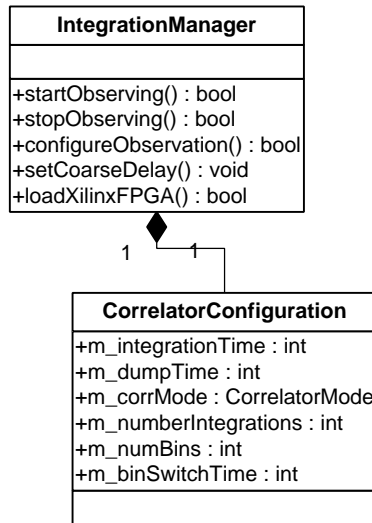 IntegrationManager
+startObserving() : bool
+stopObserving() : bool
+configureObservation() : bool
+setCoarseDelay() : void
+loadXilinxFPGA() : bool
1 1
CorrelatorConfiguration
+m_integrationTime : int
+m_dumpTime : int
+m_corrMode : CorrelatorMode
+m_numberIntegrations : int
+m_numBins : int
+m_binSwitchTime : int